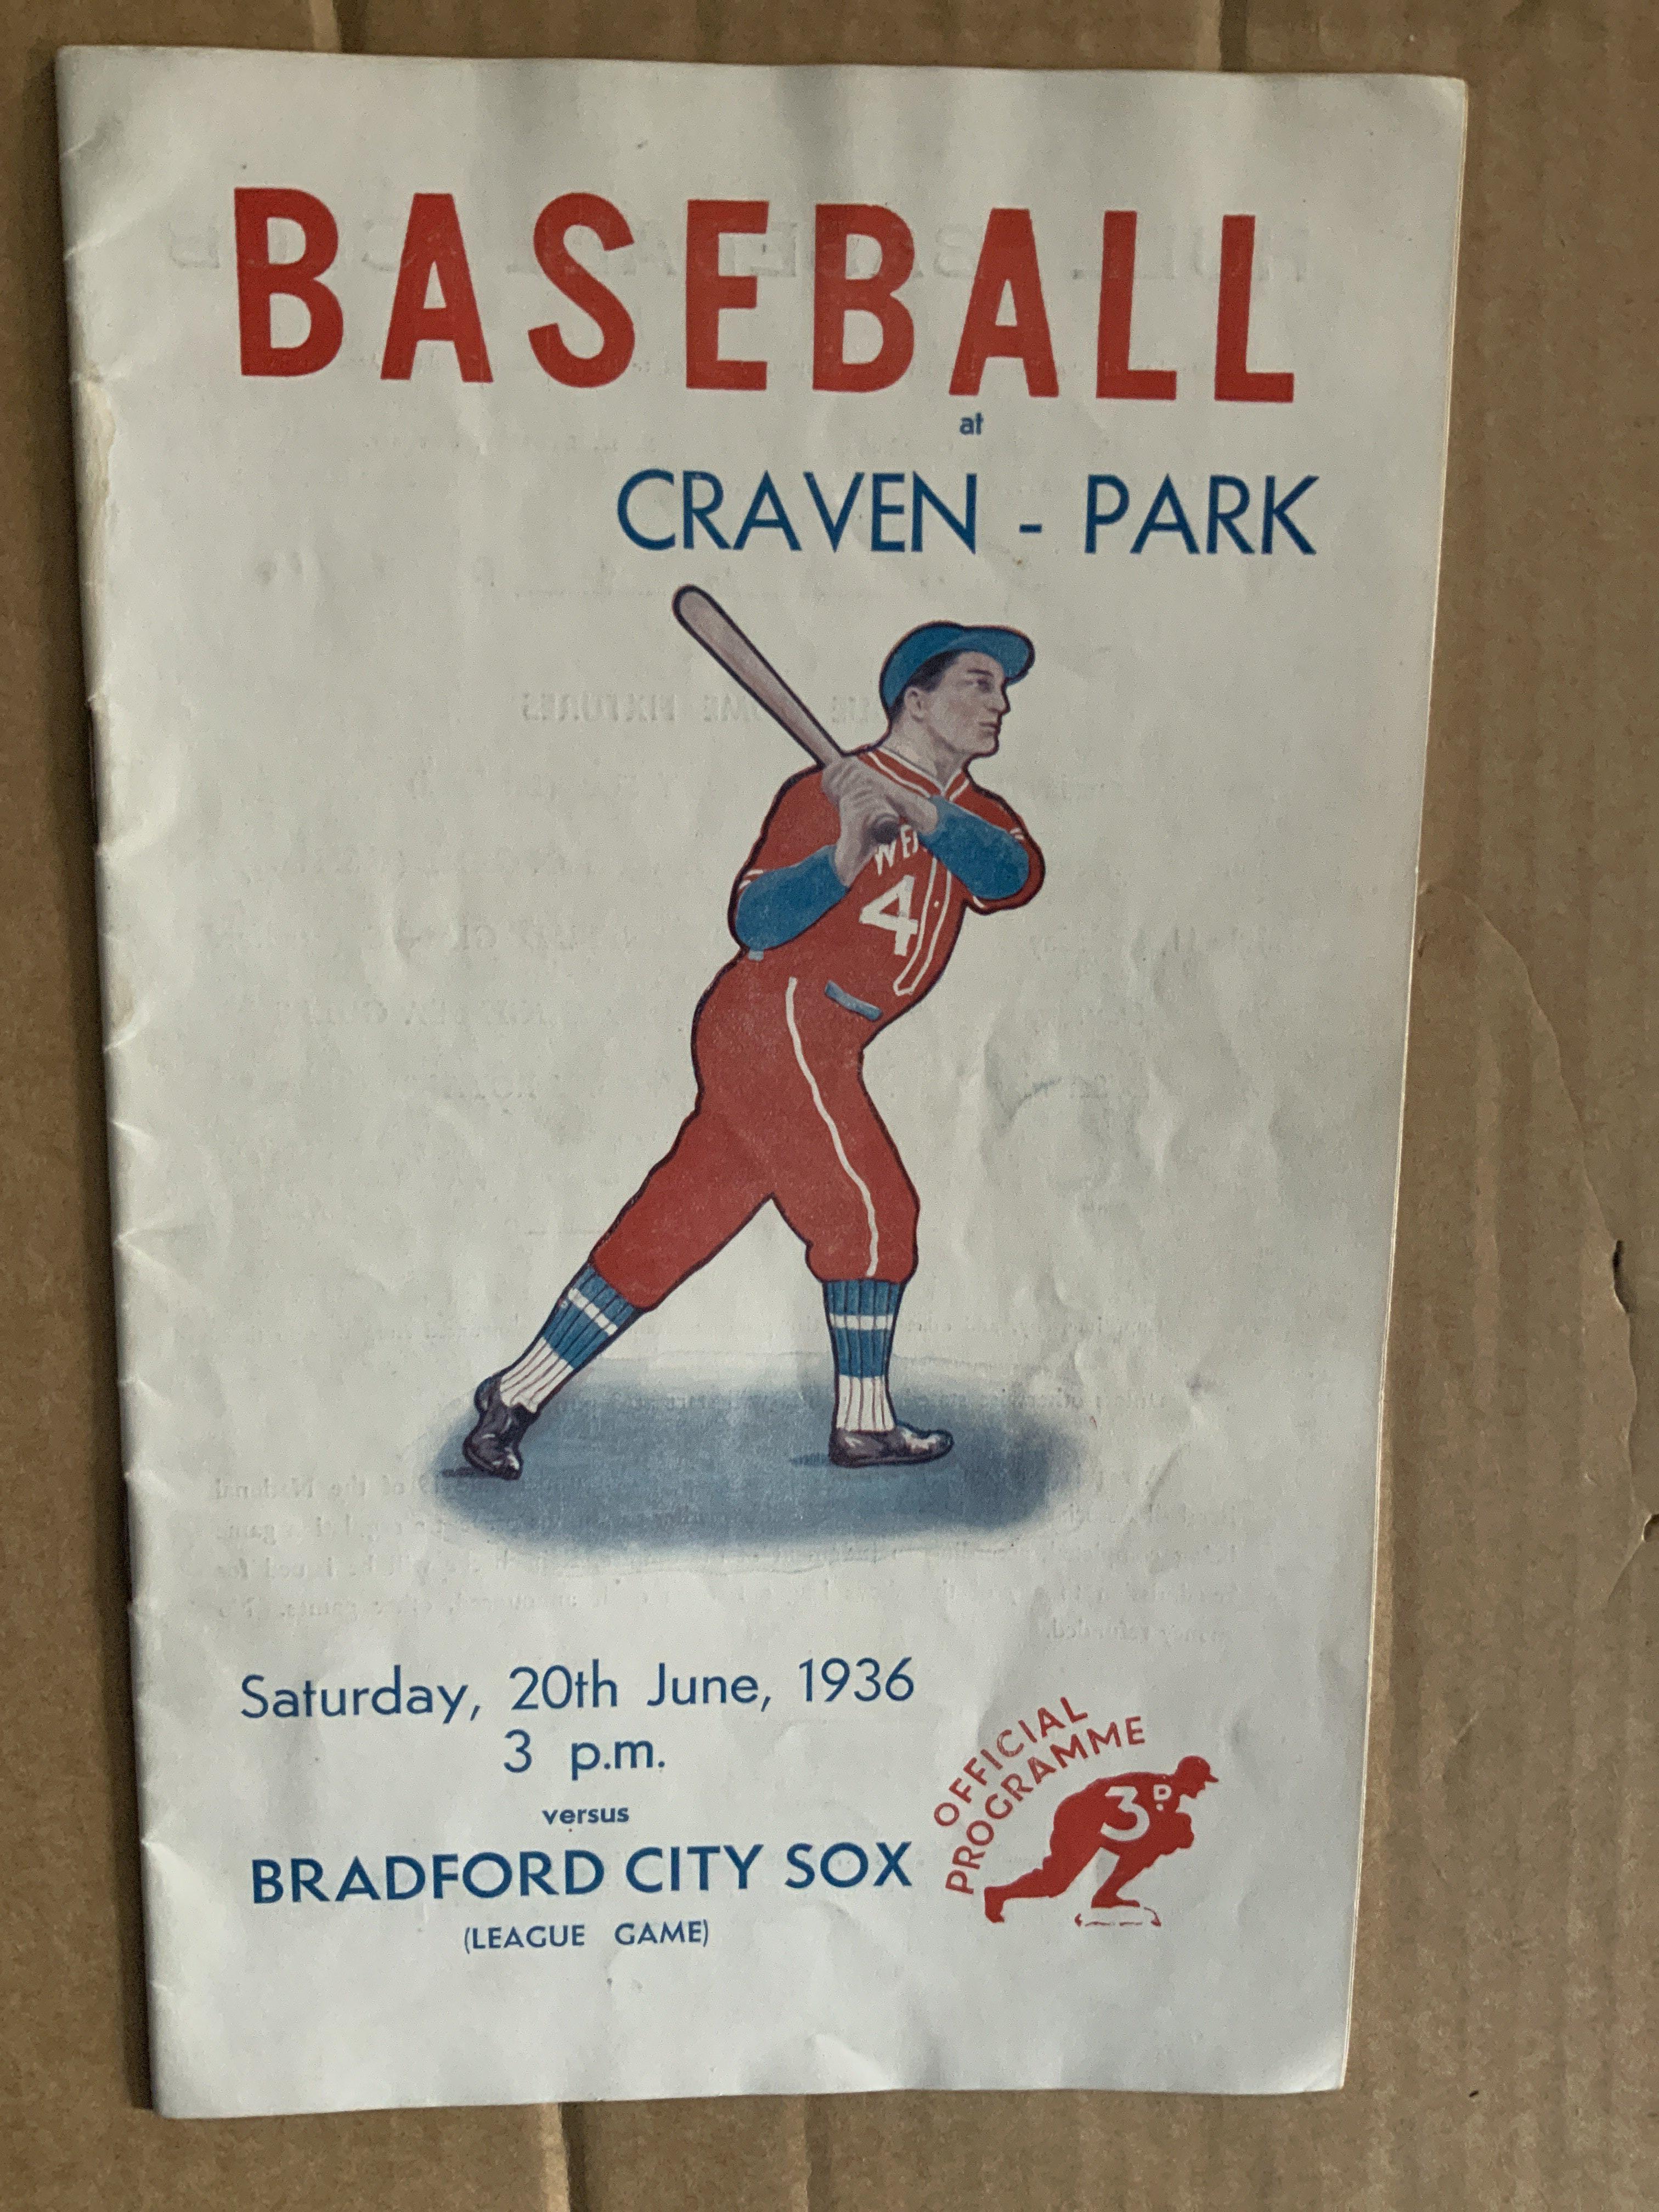 BASEBALL
at
CRAVEN - PARK
WE
4
Saturday, 20th June, 1936
3 p.m.
versus
BRADFORD CITY SOX
(LEAGUE GAME)
OFFICIAL
PROGRAMME
3D.